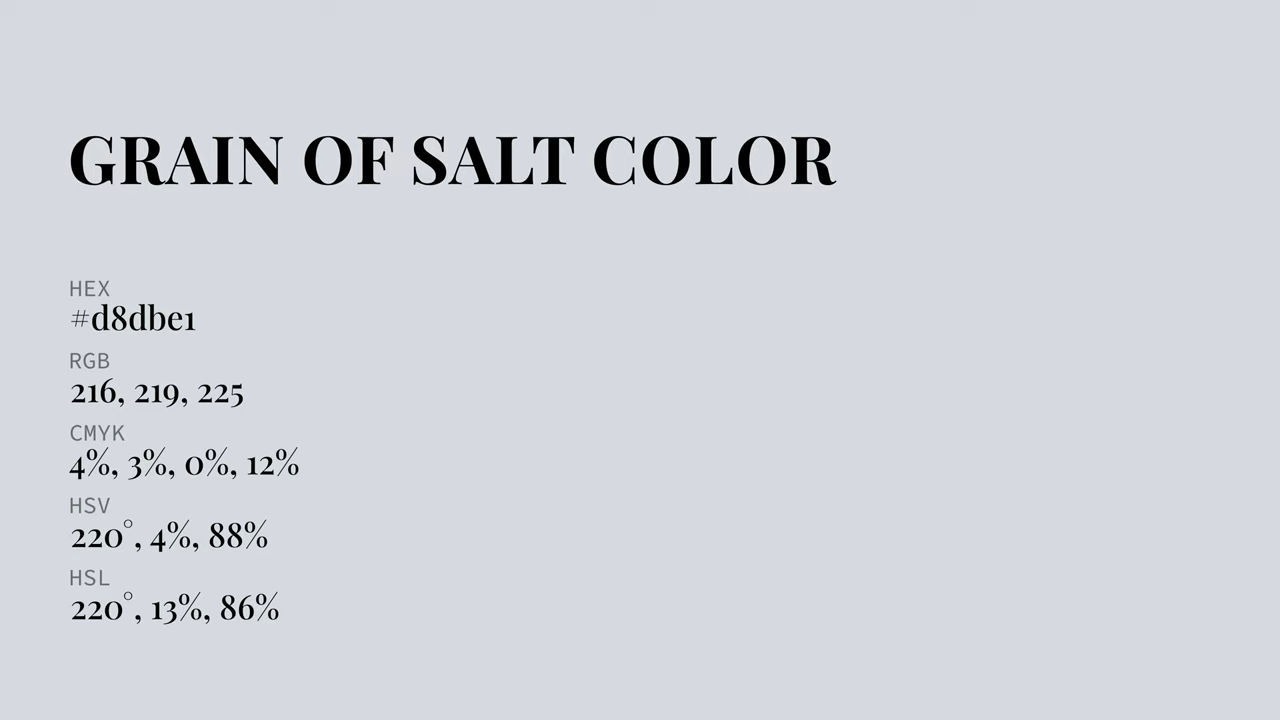 GRAIN OF SALT COLOR
HEX
#d8dbe1
RGB
216, 219, 225
CMYK
4%, 3%, 0%, 12%
HSV
220°, 4%, 88%
HSL
220°, 13%, 86%